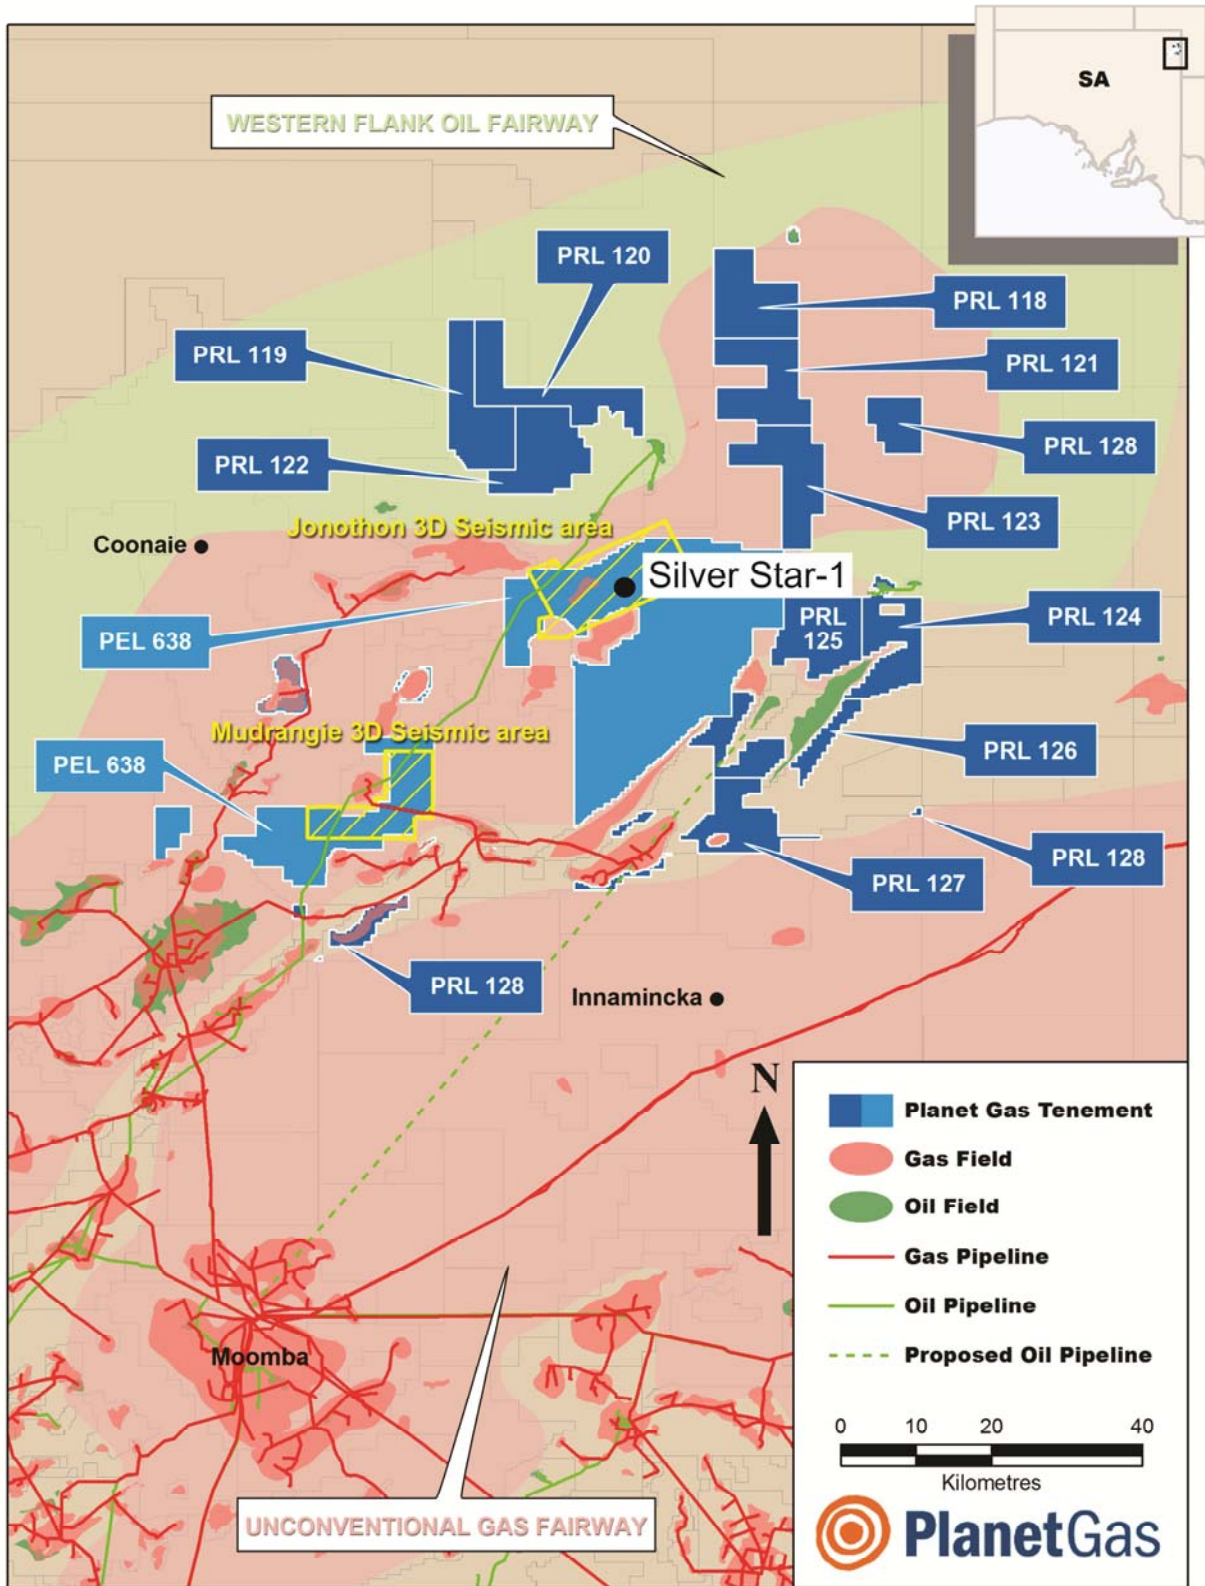 SA
WESTERN FLANK OIL FAIRWAY
PRL 120
PRL 118
PRL 119
PRL 121
PRL 122
PRL 128
PRL 123
Jonothon 3D Seismic area
Coonaie
Silver Star-1
PEL 638
PRL
125
PRL 124
Mudrangie 3D Seismic area
PRL 126
PEL 638
PRL 128
PRL 127
PRL 128
Innamincka
N
Planet Gas Tenement
Gas Field
Oil Field
Gas Pipeline
Oil Pipeline
Proposed Oil Pipeline
Moomba
0 10 20 40
Kilometres
UNCONVENTIONAL GAS FAIRWAY
PlanetGas